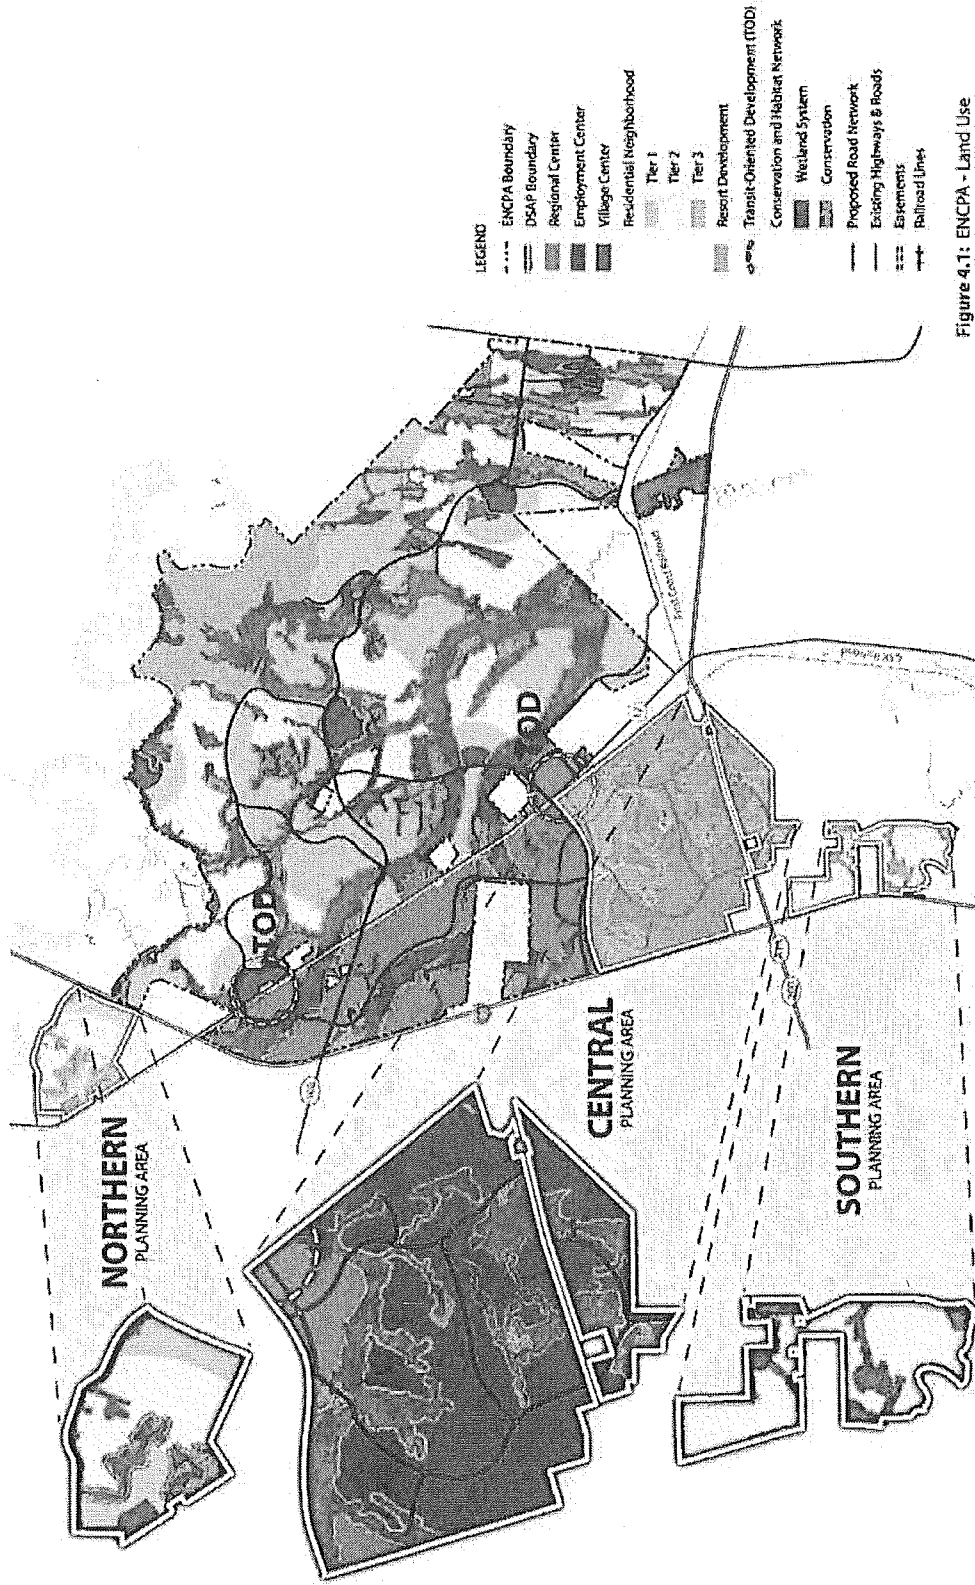 NORTHERN
PLANNING AREA
CENTRAL
PLANNING AREA
SOUTHERN
PLANNING AREA
TOD
OD
LEGEND
ENCPA Boundary
DSAP Boundary
Regional Center
Employment Center
Village Center
Residential Neighborhood
Tier 1
Tier 2
Tier 3
Resort Development
Transit-Oriented Development (TOD)
Conservation and Habitat Network
Wetland System
Conservation
Proposed Road Network
Existing Highways & Roads
Easements
Railroad Lines
Figure 4.1: ENCPA - Land Use